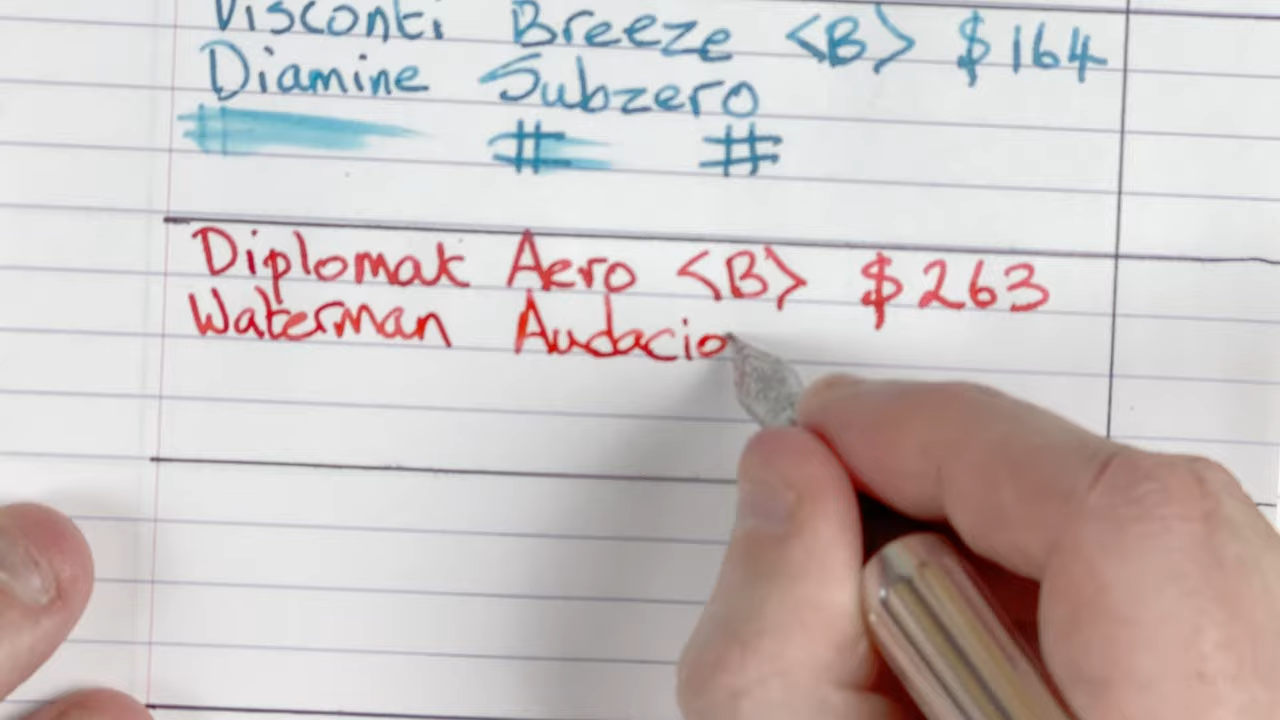 Visconti Breeze <B> $164
Diamine Subzero
# #
Diplomat Aero <B> $263
Waterman Audacio